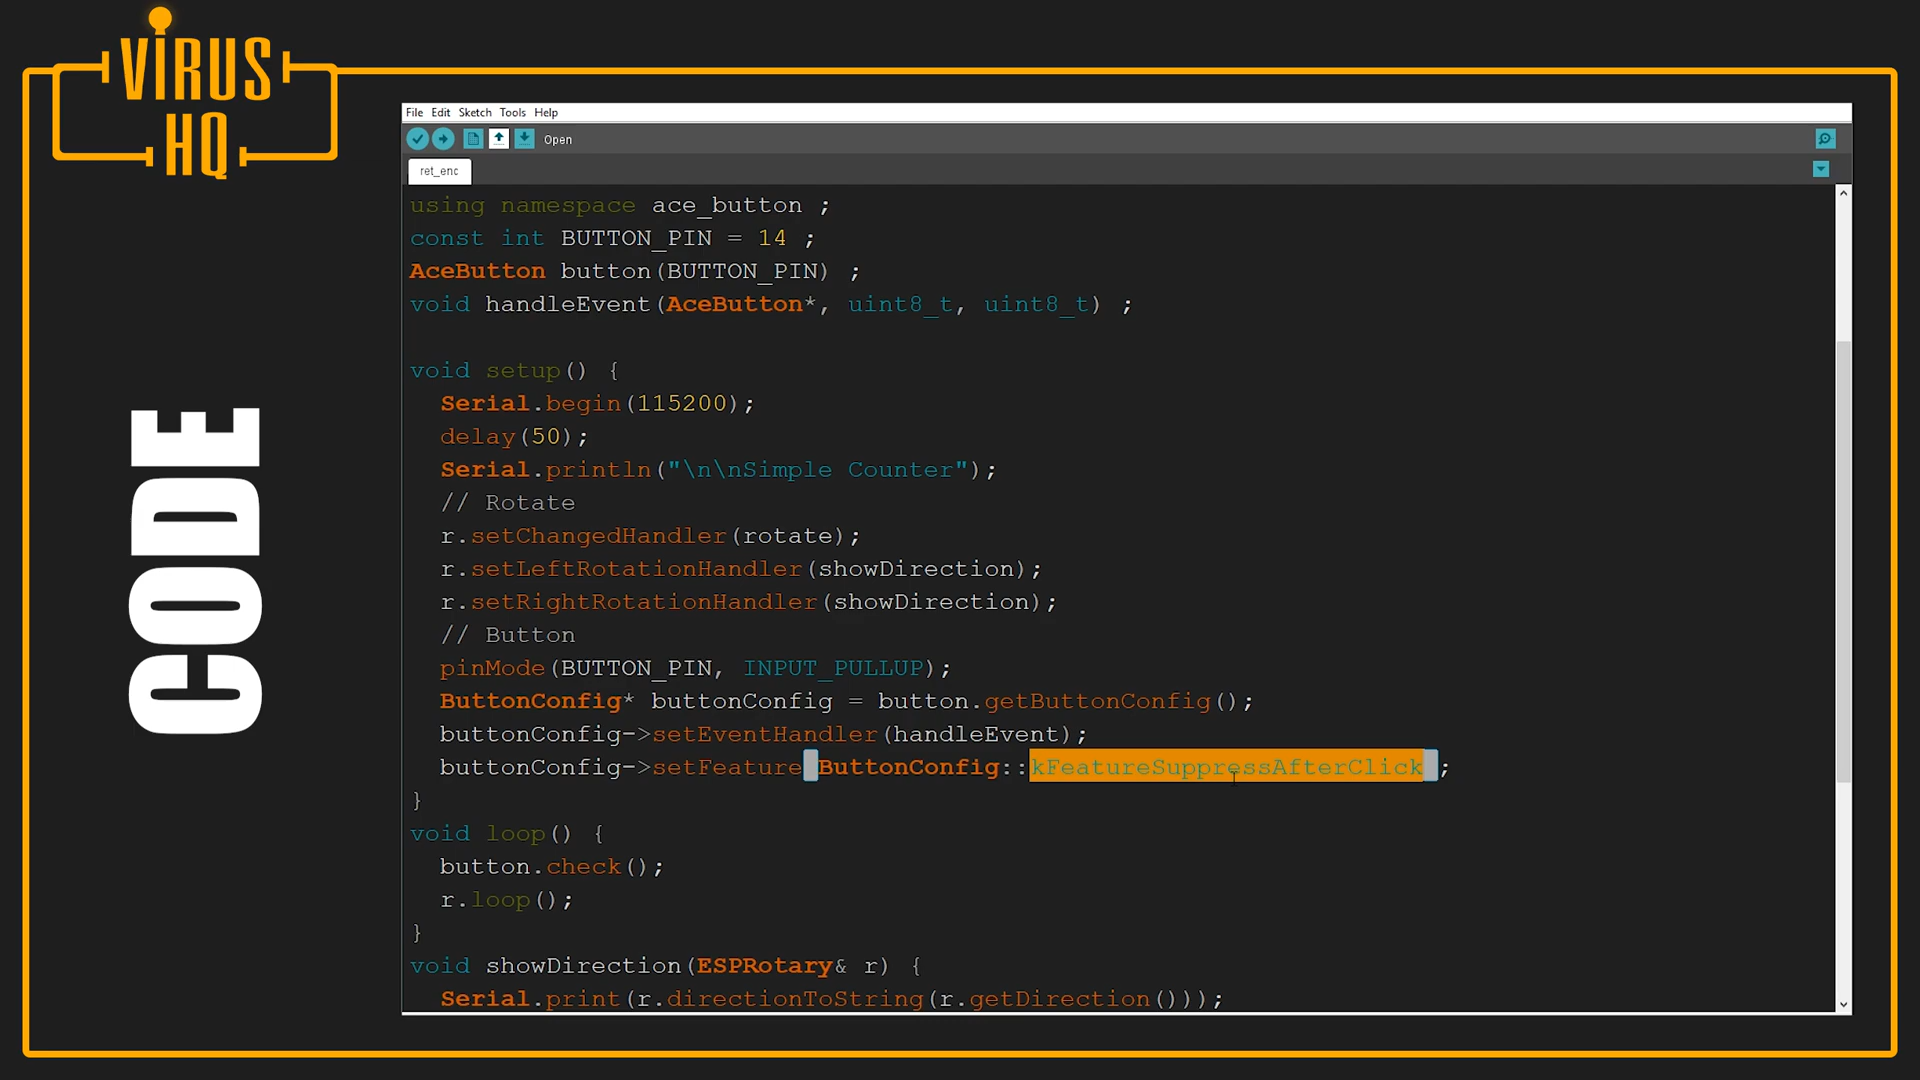 ViRUS
HQ
CODE
File Edit Sketch Tools Help
Open
ret_enc
using namespace ace_button ;
const int BUTTON_PIN = 14 ;
AceButton button(BUTTON_PIN) ;
void handleEvent(AceButton*, uint8_t, uint8_t) ;
void setup() {
Serial.begin(115200);
delay(50);
Serial.println("\n\nSimple Counter");
// Rotate
r.setChangedHandler(rotate);
r.setLeftRotationHandler(showDirection);
r.setRightRotationHandler(showDirection);
// Button
pinMode(BUTTON_PIN, INPUT_PULLUP);
ButtonConfig* buttonConfig = button.getButtonConfig();
buttonConfig->setEventHandler(handleEvent);
buttonConfig->setFeature ButtonConfig::kFeatureSuppressAfterClick ;
}
void loop() {
button.check();
r.loop();
}
void showDirection(ESPRotary& r) {
Serial.print(r.directionToString(r.getDirection()));